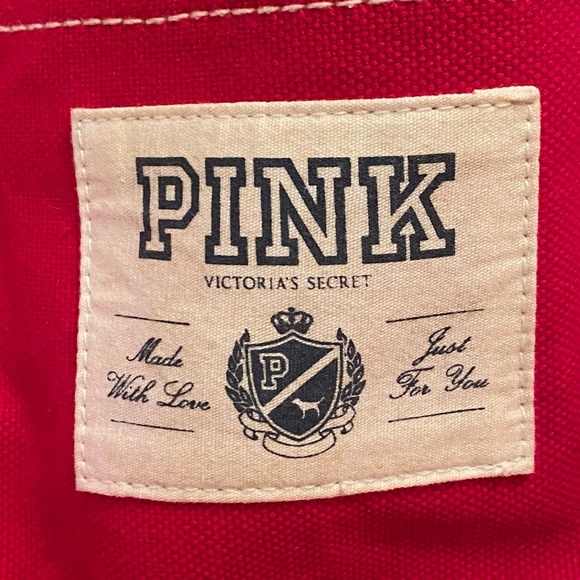 PINK
VICTORIA'S SECRET
Made
With Love
P
Just
For You